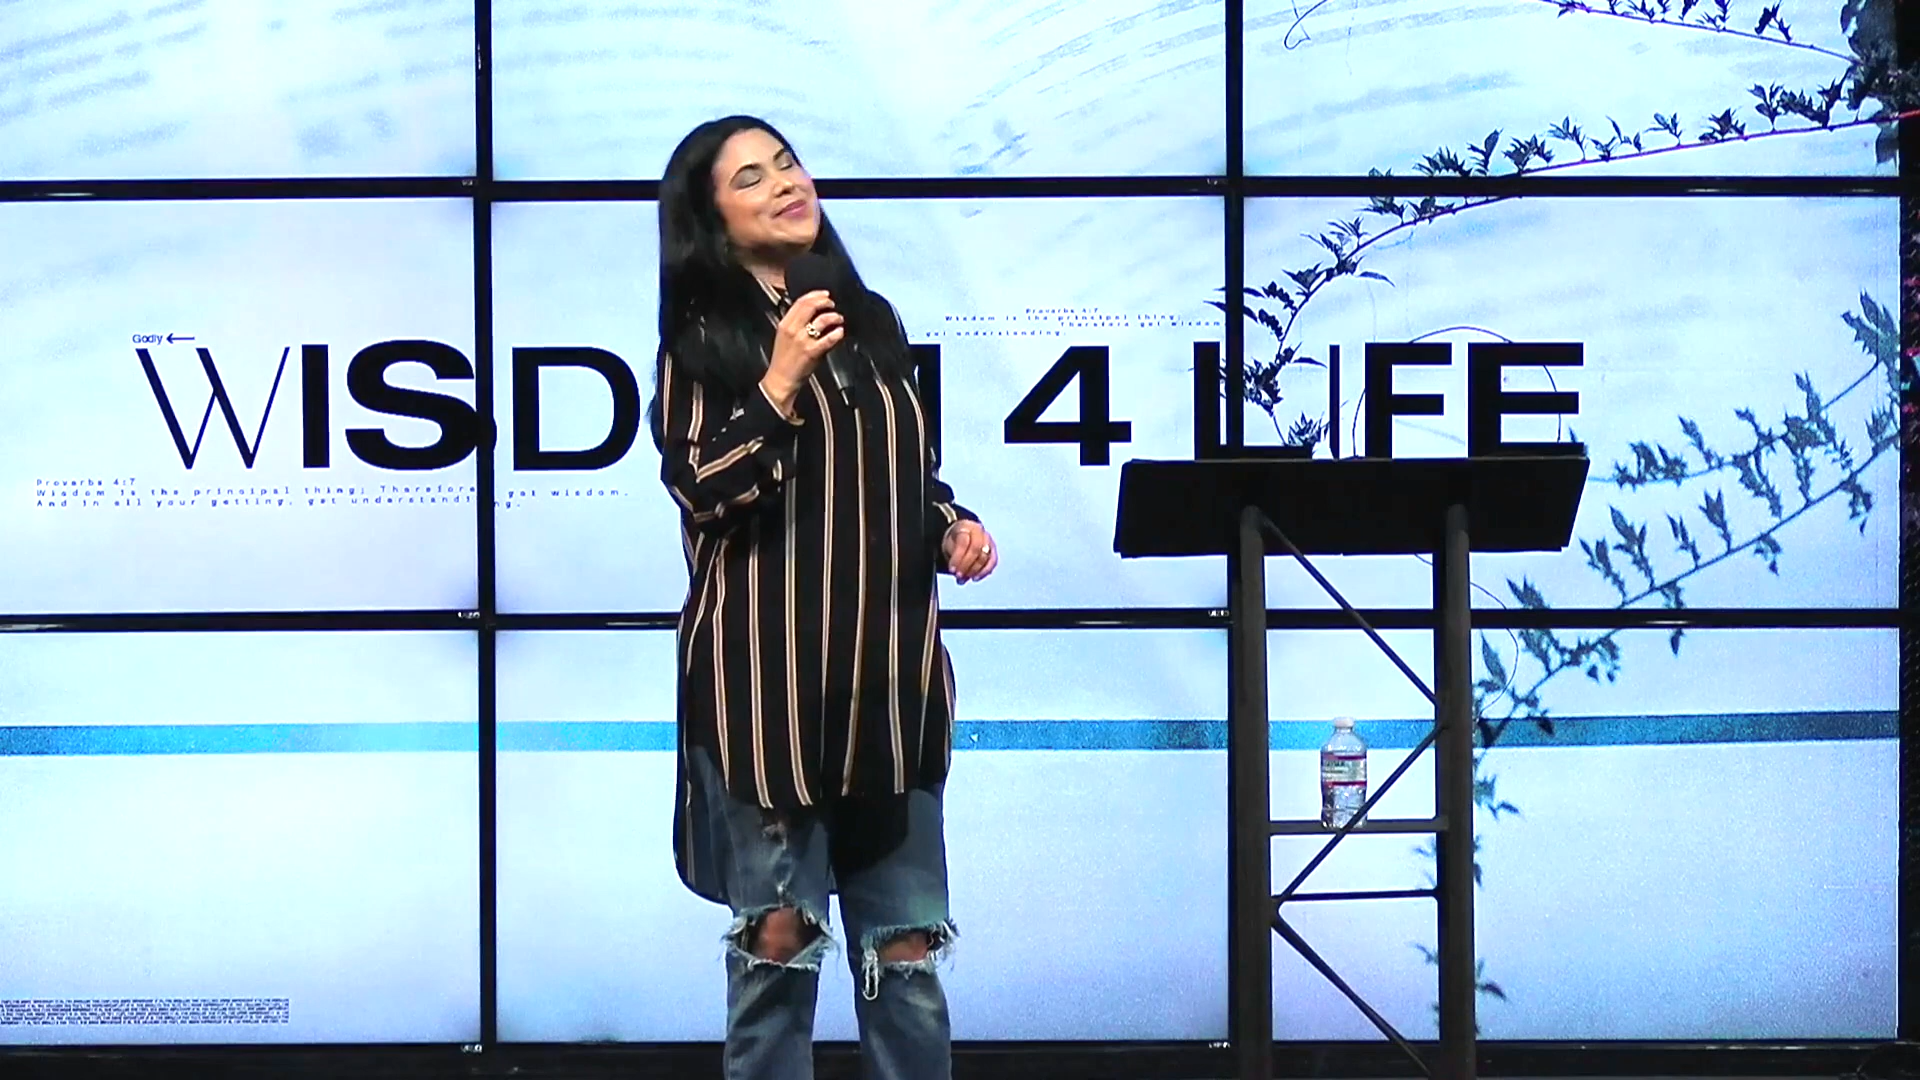 Proverbs 4:7
Wisdom is the principal thing;
Therefore get wisdom
get understanding.
Godly
WISD 4 LIFE
Proverbs 4:7
Wisdom is the principal thing; Therefore get wisdom.
And in all your getting, get understanding.